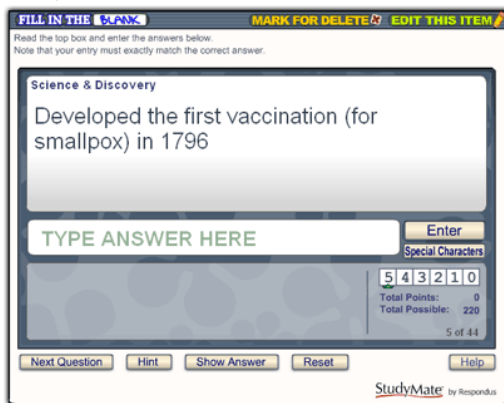 FILL IN THE BLANK
MARK FOR DELETE EDIT THIS ITEM
Read the top box and enter the answers below.
Note that your entry must exactly match the correct answer.
Science & Discovery
Developed the first vaccination (for
smallpox) in 1796
TYPE ANSWER HERE
Enter
Special Characters
5 4 3 2 1 0
Total Points: 0
Total Possible: 220
5 of 44
Next Question Hint Show Answer Reset Help
StudyMate by Respondus